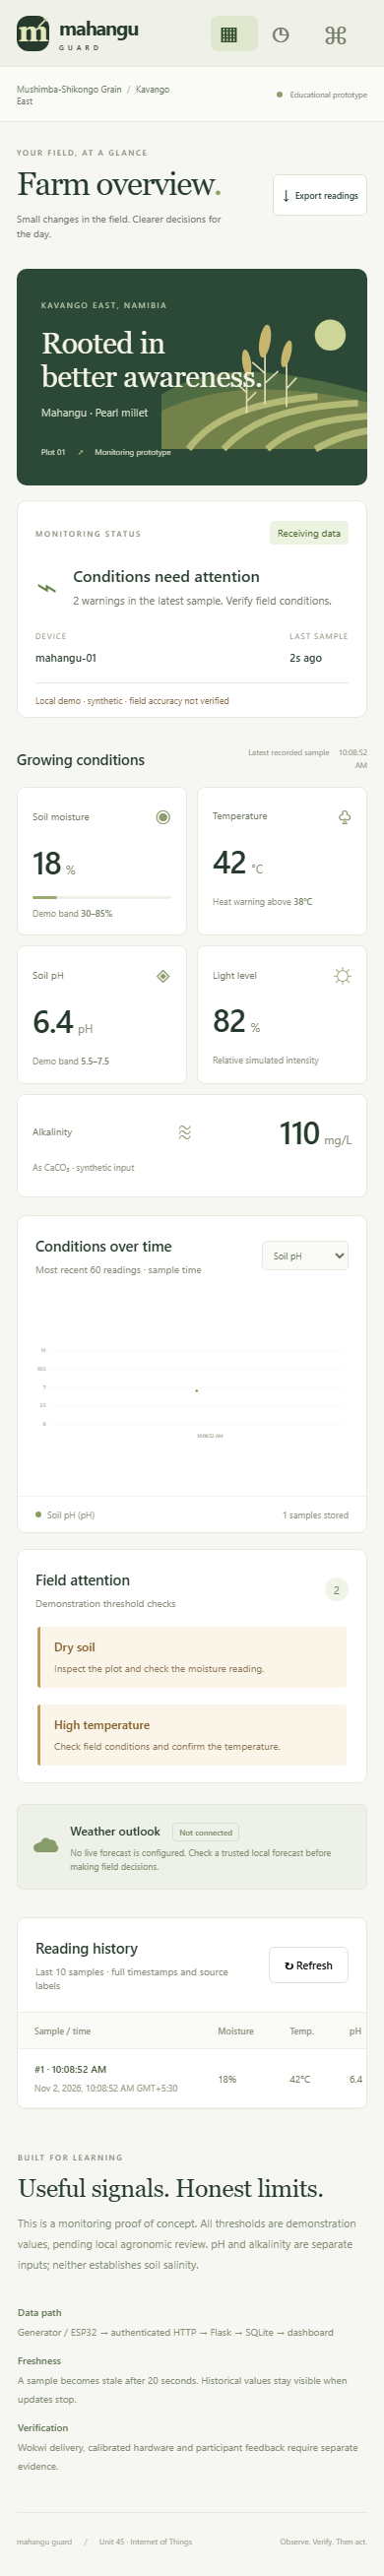 ḿ mahangu
GUARD
Mushimba-Shikongo Grain / Kavango
East
Educational prototype
YOUR FIELD, AT A GLANCE
Farm overview.
Small changes in the field. Clearer decisions for
the day.
↓ Export readings
KAVANGO EAST, NAMIBIA
Rooted in
better awareness.
Mahangu · Pearl millet
Plot 01 ↗ Monitoring prototype
MONITORING STATUS
Receiving data
Conditions need attention
2 warnings in the latest sample. Verify field conditions.
DEVICE
LAST SAMPLE
mahangu-01
2s ago
Local demo · synthetic · field accuracy not verified
Growing conditions
Latest recorded sample 10:08:52
AM
Soil moisture
18 %
Demo band 30–85%
Temperature
42 °C
Heat warning above 38°C
Soil pH
6.4 pH
Demo band 5.5–7.5
Light level
82 %
Relative simulated intensity
Alkalinity
110 mg/L
As CaCO₃ · synthetic input
Conditions over time
Most recent 60 readings · sample time
Soil pH
14
10.5
7
3.5
0
10:08:52 AM
Soil pH (pH)
1 samples stored
Field attention
Demonstration threshold checks
2
Dry soil
Inspect the plot and check the moisture reading.
High temperature
Check field conditions and confirm the temperature.
Weather outlook Not connected
No live forecast is configured. Check a trusted local forecast before
making field decisions.
Reading history
Last 10 samples · full timestamps and source
labels
↻ Refresh
Sample / time Moisture Temp. pH
#1 · 10:08:52 AM
Nov 2, 2026, 10:08:52 AM GMT+5:30
18% 42°C 6.4
BUILT FOR LEARNING
Useful signals. Honest limits.
This is a monitoring proof of concept. All thresholds are demonstration
values, pending local agronomic review. pH and alkalinity are separate
inputs; neither establishes soil salinity.
Data path
Generator / ESP32 → authenticated HTTP → Flask → SQLite → dashboard
Freshness
A sample becomes stale after 20 seconds. Historical values stay visible when
updates stop.
Verification
Wokwi delivery, calibrated hardware and participant feedback require separate
evidence.
mahangu guard / Unit 45 · Internet of Things
Observe. Verify. Then act.